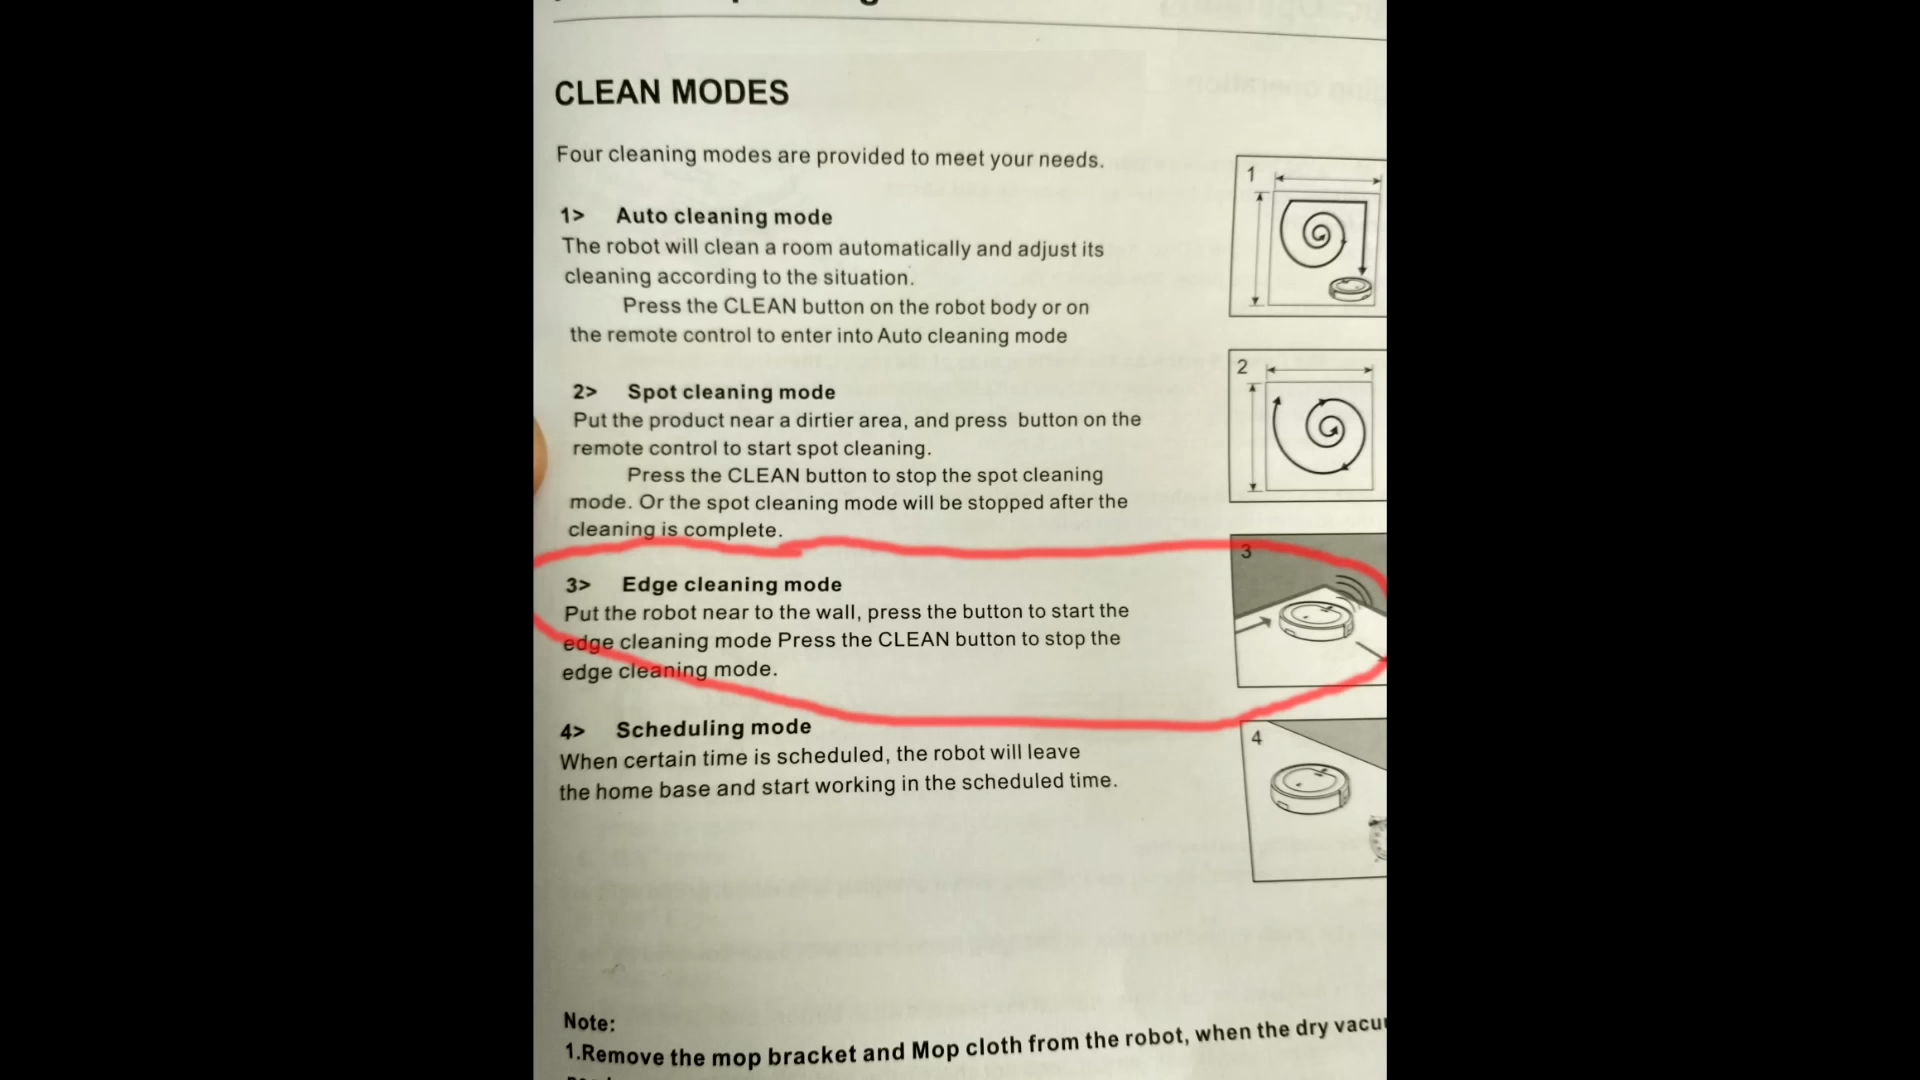 CLEAN MODES
Four cleaning modes are provided to meet your needs.
1> Auto cleaning mode
The robot will clean a room automatically and adjust its
cleaning according to the situation.
Press the CLEAN button on the robot body or on
the remote control to enter into Auto cleaning mode
2> Spot cleaning mode
Put the product near a dirtier area, and press button on the
remote control to start spot cleaning.
Press the CLEAN button to stop the spot cleaning
mode. Or the spot cleaning mode will be stopped after the
cleaning is complete.
3> Edge cleaning mode
Put the robot near to the wall, press the button to start the
edge cleaning mode Press the CLEAN button to stop the
edge cleaning mode.
4> Scheduling mode
When certain time is scheduled, the robot will leave
the home base and start working in the scheduled time.
1
2
3
4
Note:
1.Remove the mop bracket and Mop cloth from the robot, when the dry